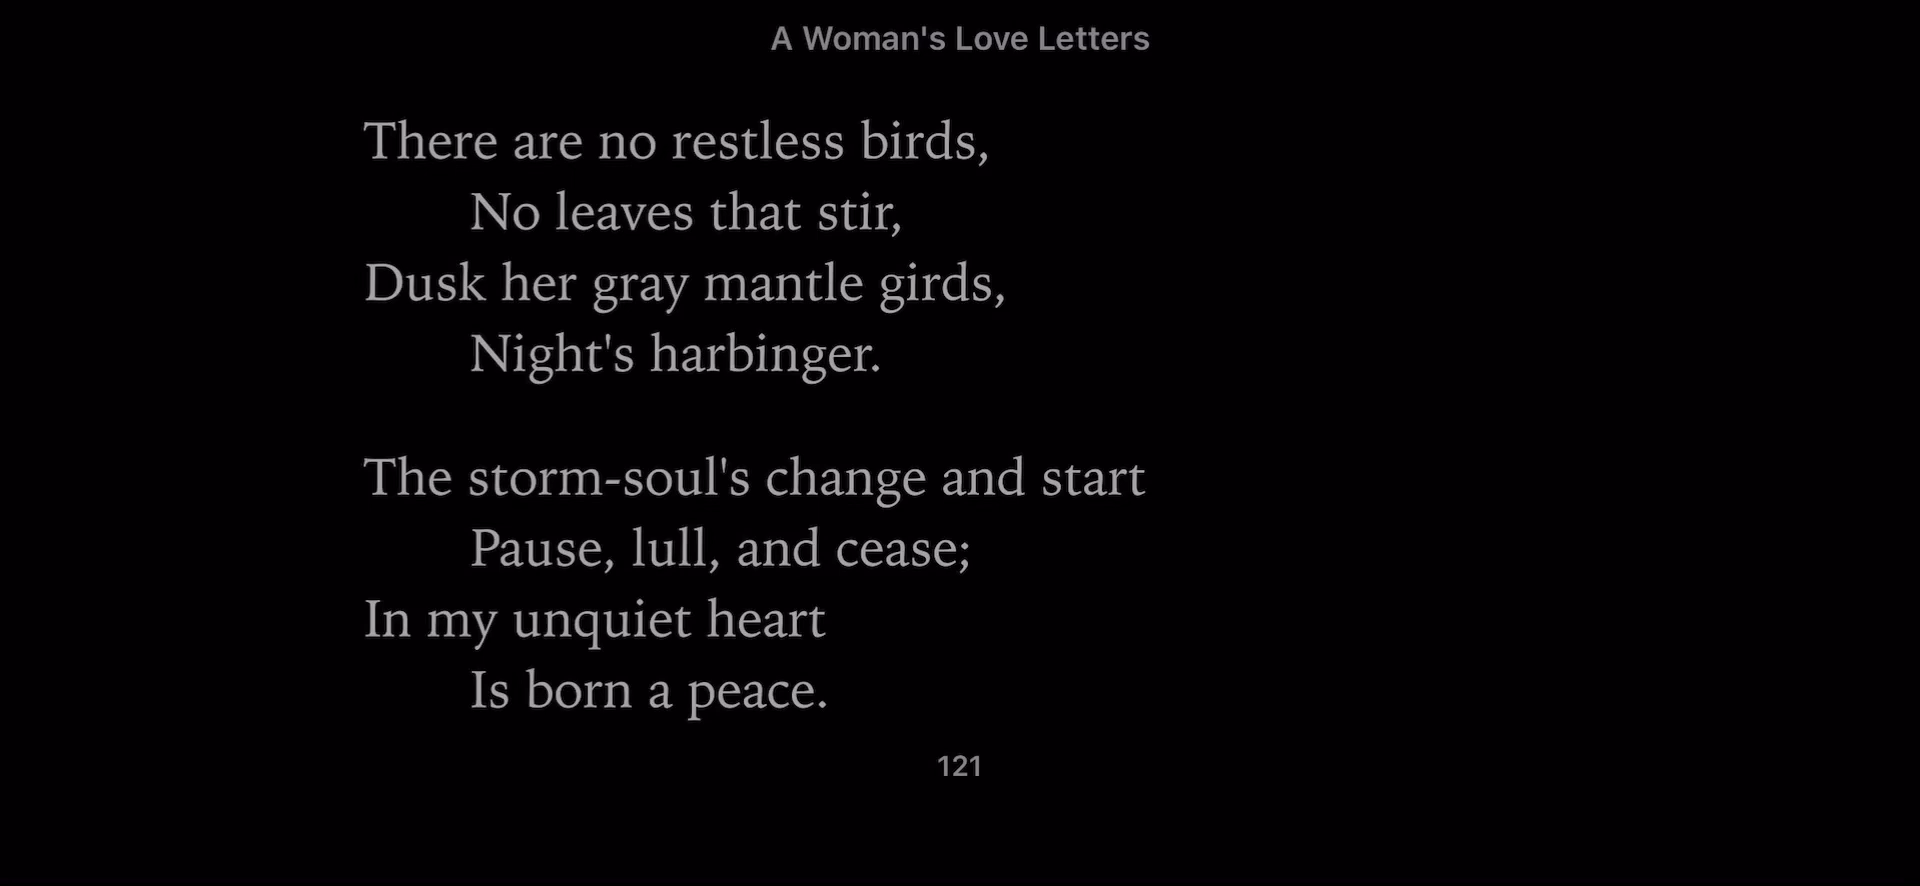 A Woman's Love Letters
There are no restless birds,
No leaves that stir,
Dusk her gray mantle girds,
Night's harbinger.
The storm-soul's change and start
Pause, lull, and cease;
In my unquiet heart
Is born a peace.
121